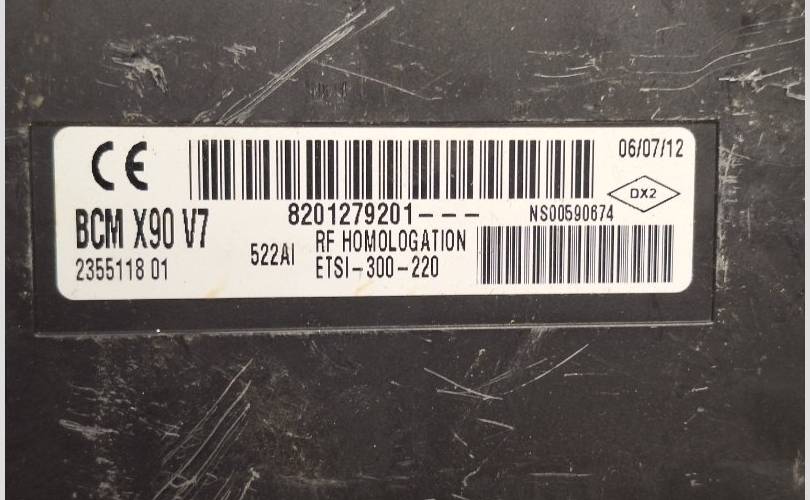 CE
06/07/12
DX2
8201279201---
NS00590674
BCM X90 V7
2355118 01
522AI
RF HOMOLOGATION
ETSI-300-220